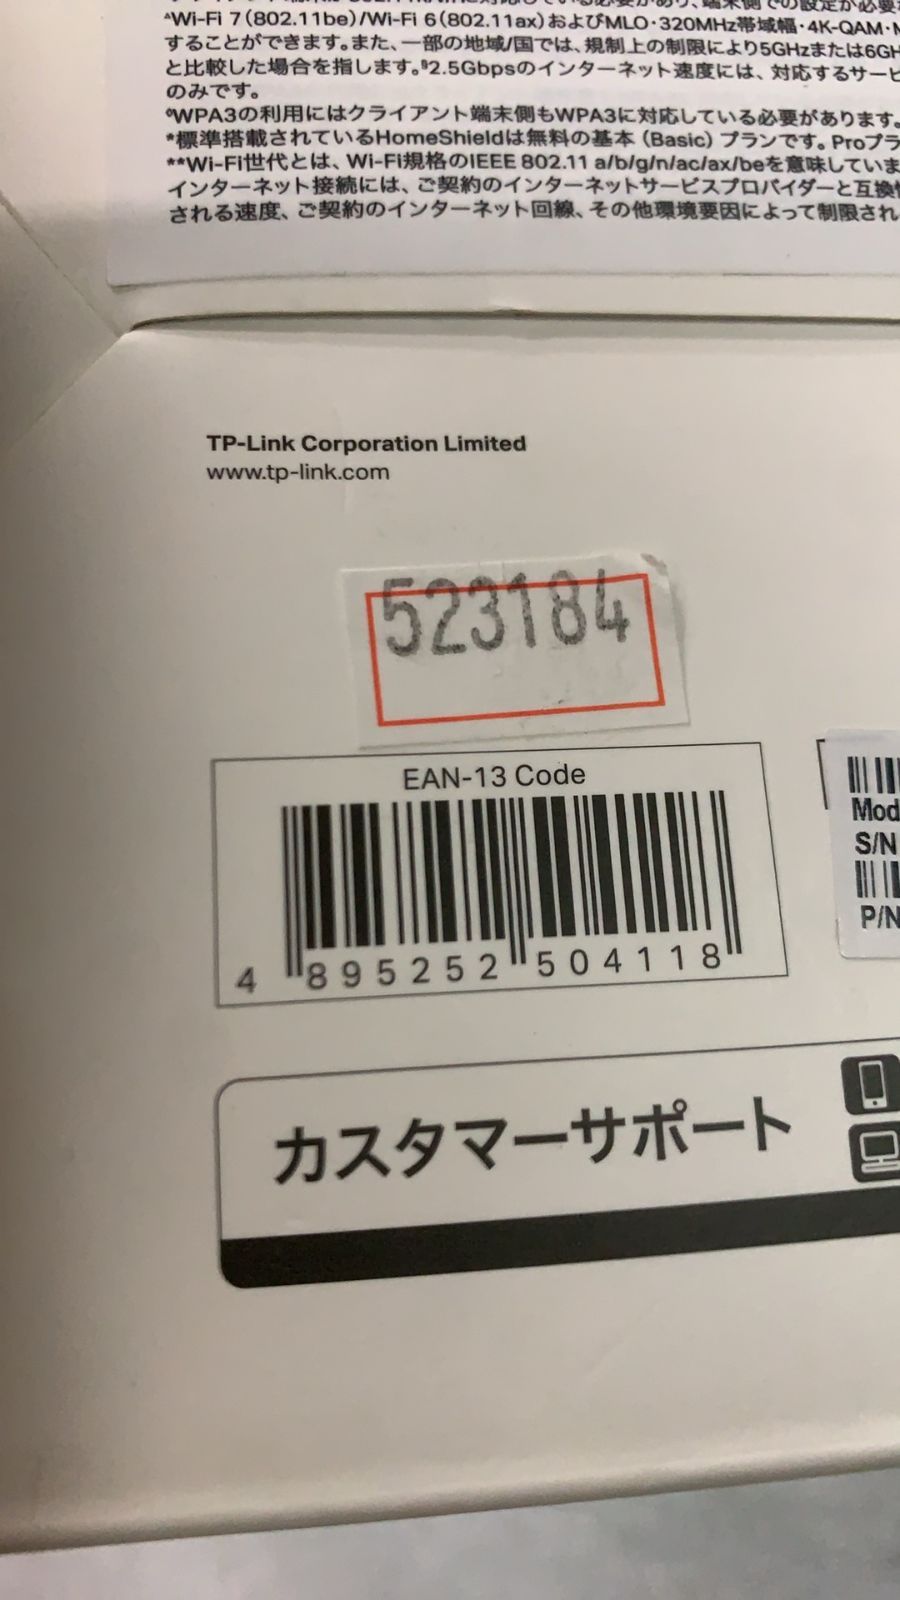 ᴬWi-Fi 7(802.11be)/Wi-Fi 6(802.11ax)およびMLO・320MHz帯域幅・4K-QAM・
することができます。また、一部の地域/国では、規制上の制限により5GHzまたは6GH
と比較した場合を指します。⁵2.5Gbpsのインターネット速度には、対応するサービ
のみです。
⁶WPA3の利用にはクライアント端末側もWPA3に対応している必要があります。
*標準搭載されているHomeShieldは無料の基本(Basic)プランです。Proプラ
**Wi-Fi世代とは、Wi-Fi規格のIEEE 802.11 a/b/g/n/ac/ax/beを意味していま
インターネット接続には、ご契約のインターネットサービスプロバイダーと互換
される速度、ご契約のインターネット回線、その他環境要因によって制限され
TP-Link Corporation Limited
www.tp-link.com
523184
EAN-13 Code
4 895252 504118
Mod
S/N
P/N
カスタマーサポート